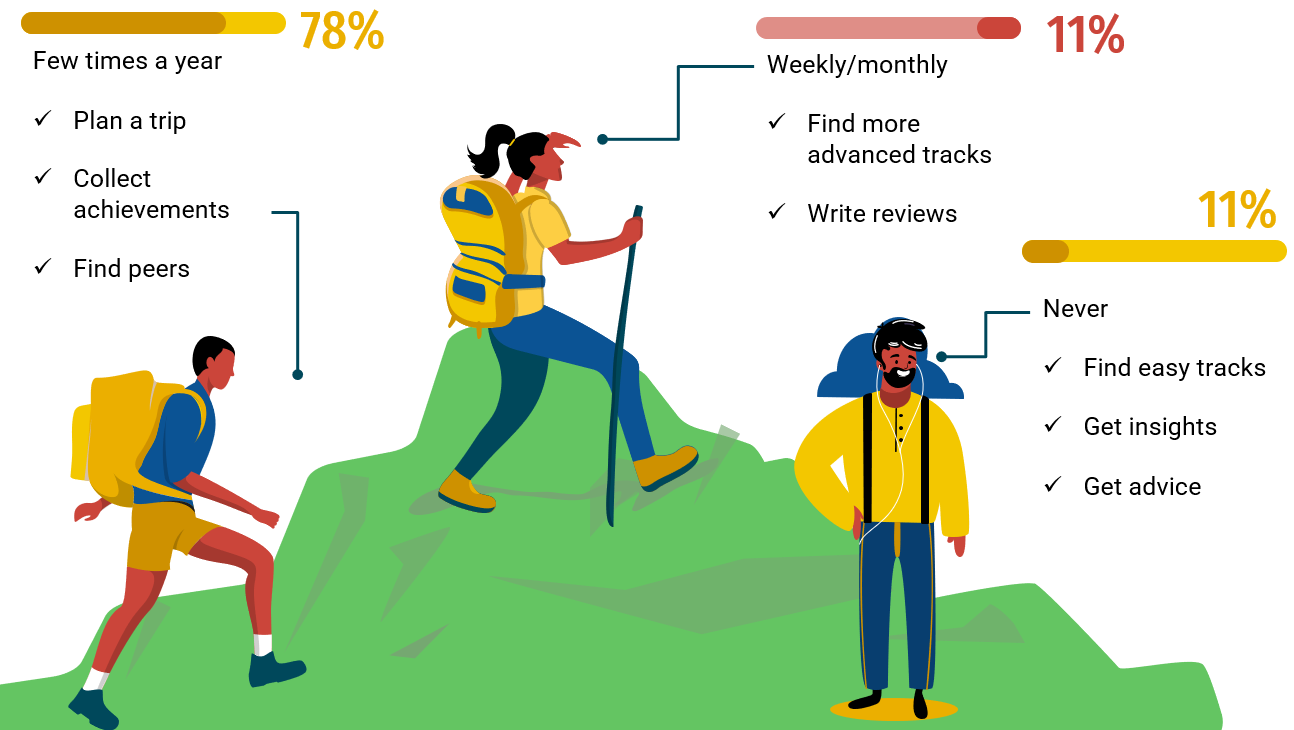 78%
Few times a year
✓ Plan a trip
✓ Collect
achievements
✓ Find peers
11%
Weekly/monthly
✓ Find more
advanced tracks
✓ Write reviews
11%
Never
✓ Find easy tracks
✓ Get insights
✓ Get advice